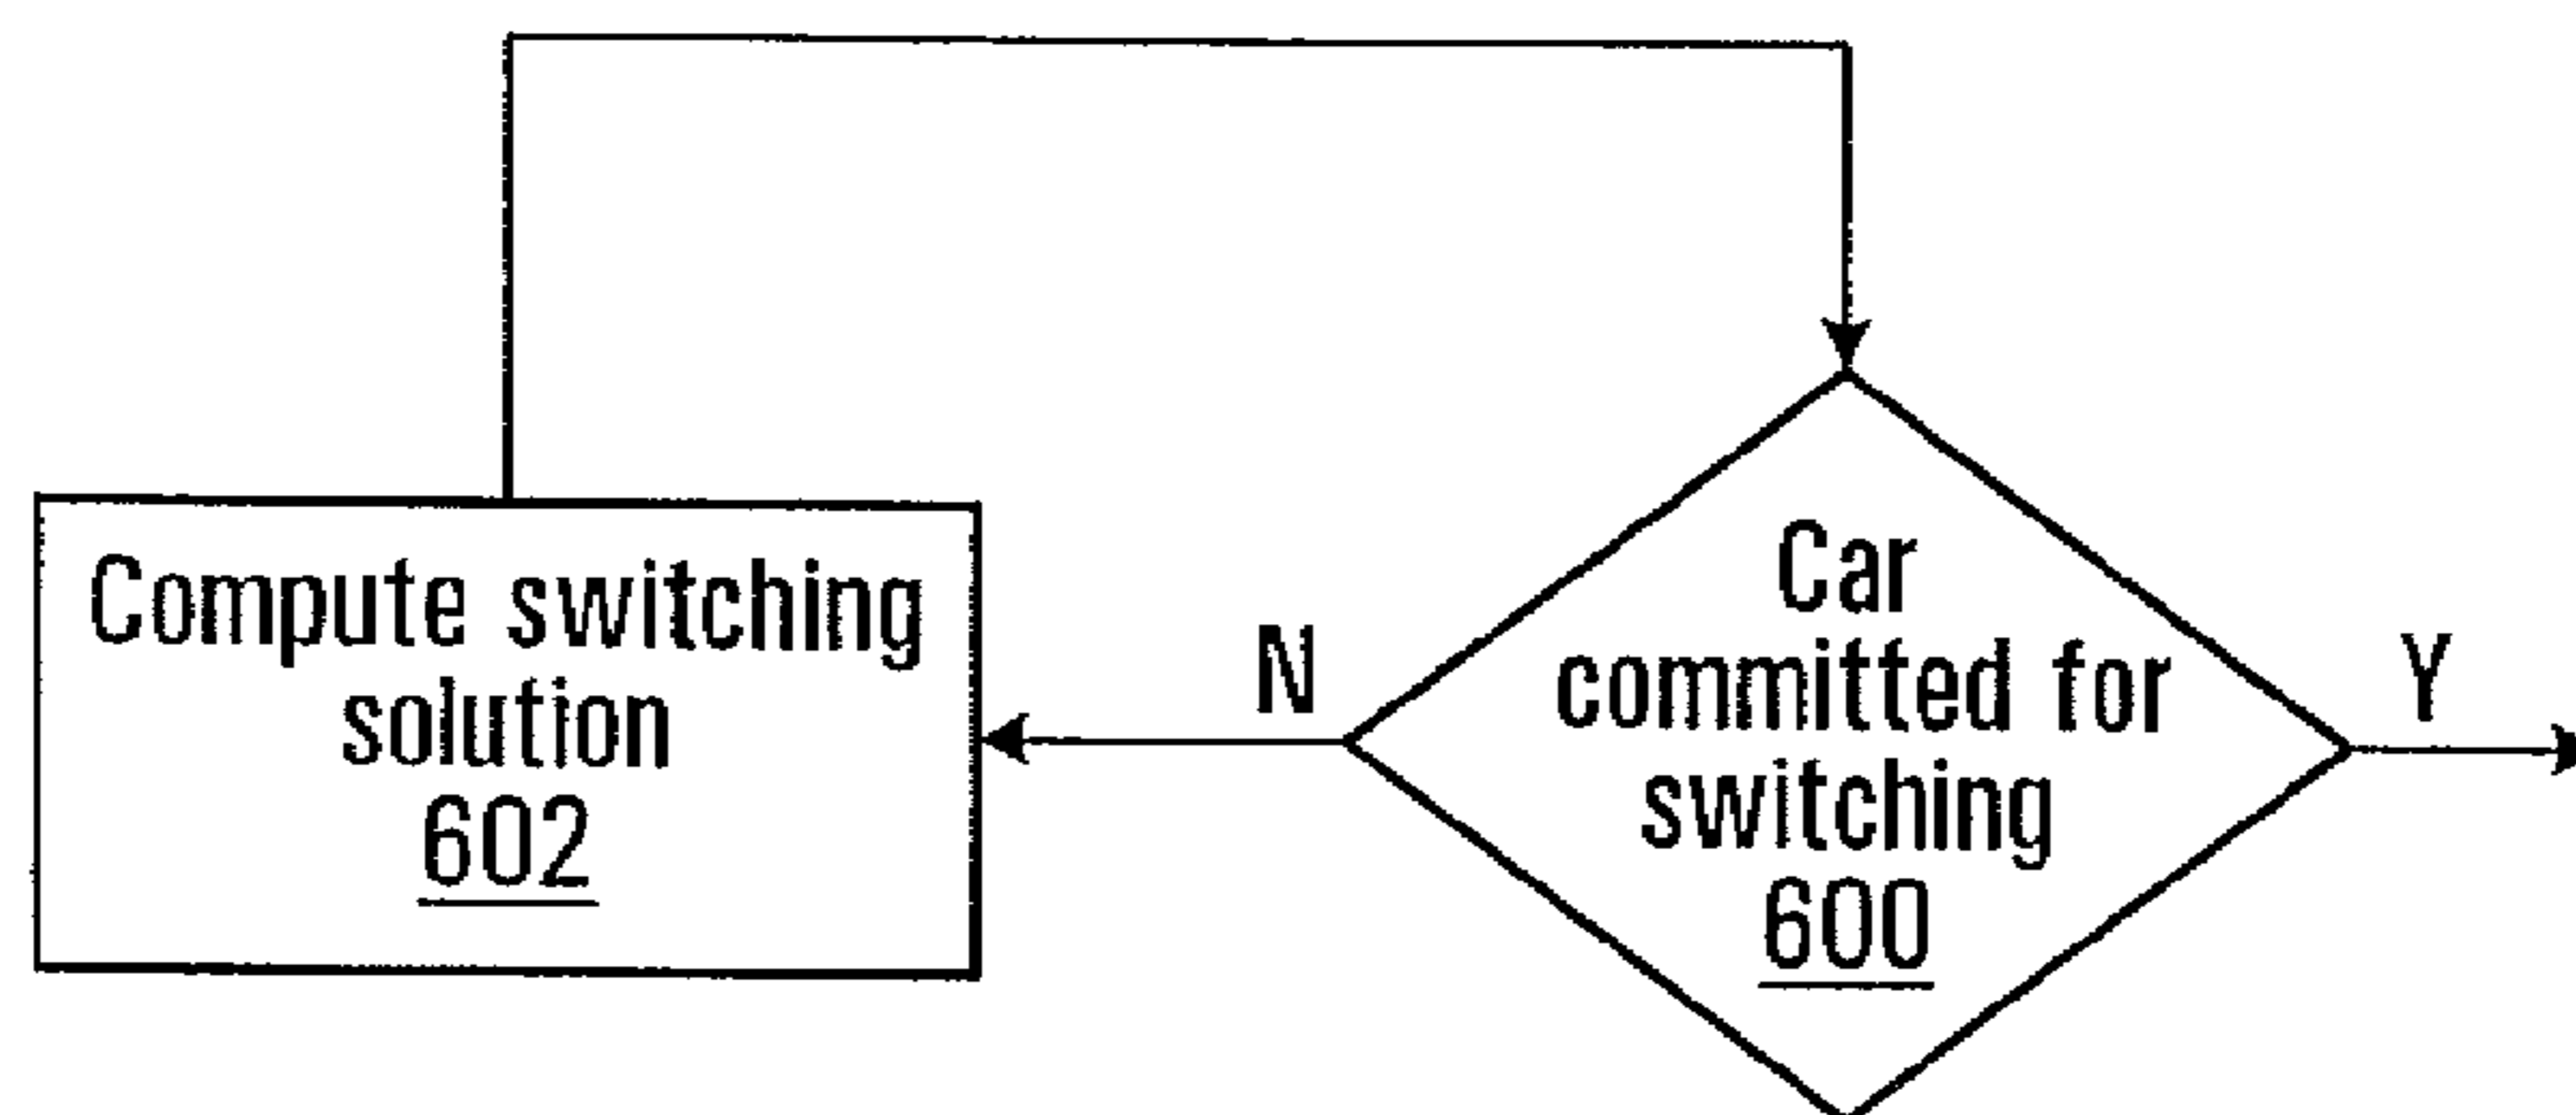 Compute switching
solution
602
N
Car
committed for
switching
600
Y